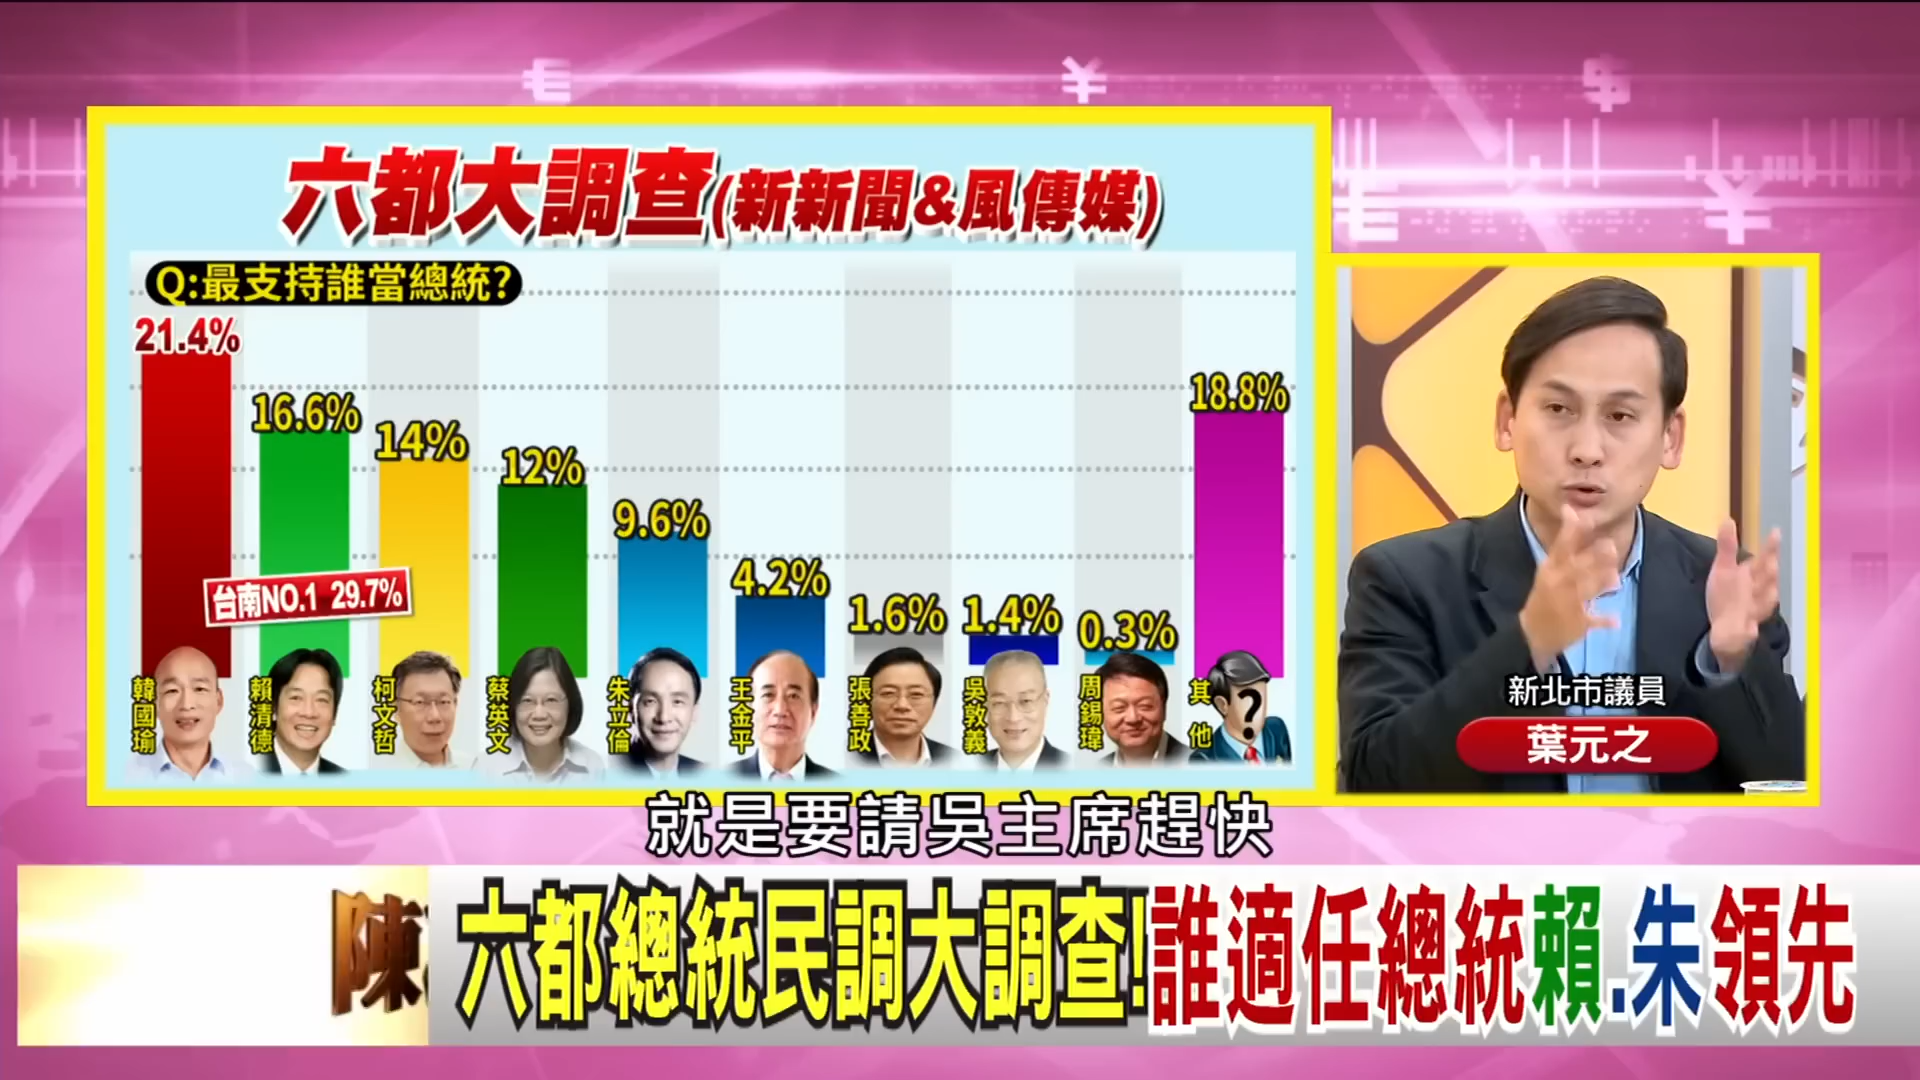 六都大調查(新新聞&風傳媒)
Q:最支持誰當總統?
21.4%
16.6%
14%
12%
9.6%
4.2%
1.6%
1.4%
0.3%
18.8%
台南NO.1 29.7%
韓國瑜
賴清德
柯文哲
蔡英文
朱立倫
王金平
張善政
吳敦義
周錫瑋
其他
?
新北市議員
葉元之
就是要請吳主席趕快
陳
六都總統民調大調查!誰適任總統賴.朱領先